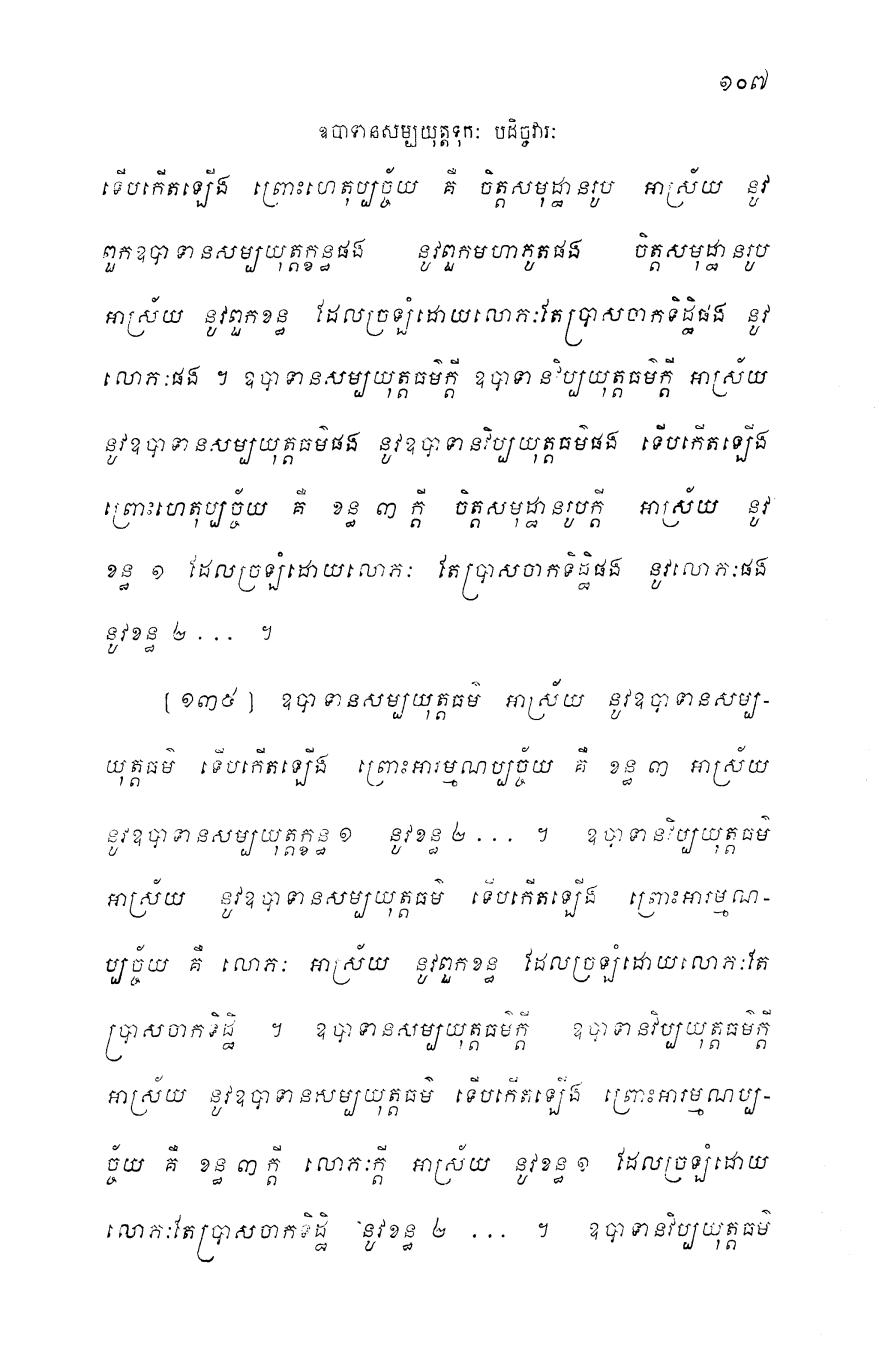 ១០៧
ឧបាទានសម្បយុត្តទុកៈ បដិច្ចវារៈ
ទើបកើតឡើង ព្រោះហេតុប្បច្ច័យ គឺ ចិត្តសមុដ្ឋានរូប អាស្រ័យ នូវ
ពួកឧបាទានសម្បយុត្តក្ខន្ធផង នូវពួកមហាភូតផង ចិត្តសមុដ្ឋានរូប
អាស្រ័យ នូវពួកខន្ធ ដែលច្រឡំដោយលោភៈតែប្រាសចាកទិដ្ឋិផង នូវ
លោភៈផង ។ ឧបាទានសម្បយុត្តធម៌ក្តី ឧបាទានវិប្បយុត្តធម៌ក្តី អាស្រ័យ
នូវឧបាទានសម្បយុត្តធម៌ផង នូវឧបាទានវិប្បយុត្តធម៌ផង ទើបកើតឡើង
ព្រោះហេតុប្បច្ច័យ គឺ ខន្ធ ៣ ក្តី ចិត្តសមុដ្ឋានរូបក្តី អាស្រ័យ នូវ
ខន្ធ ១ ដែលច្រឡំដោយលោភៈ តែប្រាសចាកទិដ្ឋិផង នូវលោភៈផង
នូវខន្ធ ២ ... ។
[១៣៥] ឧបាទានសម្បយុត្តធម៌ អាស្រ័យ នូវឧបាទានសម្ប-
យុត្តធម៌ ទើបកើតឡើង ព្រោះអារម្មណប្បច្ច័យ គឺ ខន្ធ ៣ អាស្រ័យ
នូវឧបាទានសម្បយុត្តក្ខន្ធ ១ នូវខន្ធ ២ ... ។ ឧបាទានវិប្បយុត្តធម៌
អាស្រ័យ នូវឧបាទានសម្បយុត្តធម៌ ទើបកើតឡើង ព្រោះអារម្មណ-
ប្បច្ច័យ គឺ លោភៈ អាស្រ័យ នូវពួកខន្ធ ដែលច្រឡំដោយលោភៈតែ
ប្រាសចាកទិដ្ឋិ ។ ឧបាទានសម្បយុត្តធម៌ក្តី ឧបាទានវិប្បយុត្តធម៌ក្តី
អាស្រ័យ នូវឧបាទានសម្បយុត្តធម៌ ទើបកើតឡើង ព្រោះអារម្មណប្ប-
ច្ច័យ គឺ ខន្ធ ៣ ក្តី លោភៈក្តី អាស្រ័យ នូវខន្ធ ១ ដែលច្រឡំដោយ
លោភៈតែប្រាសចាកទិដ្ឋិ នូវខន្ធ ២ ... ។ ឧបាទានវិប្បយុត្តធម៌